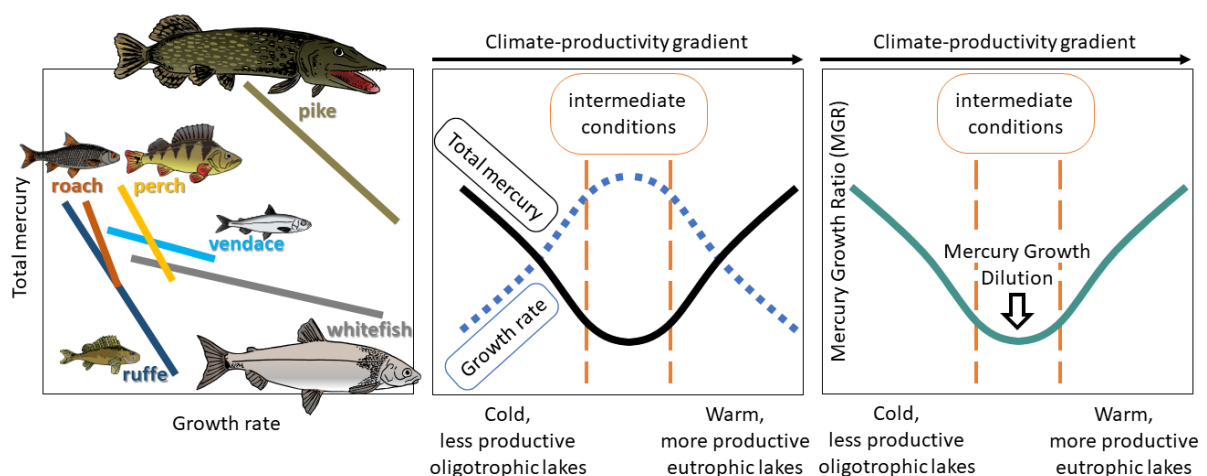 Total mercury
pike
roach
perch
vendace
whitefish
ruffe
Growth rate
Climate-productivity gradient
intermediate
conditions
Total mercury
Growth rate
Cold,
less productive
oligotrophic lakes
Warm,
more productive
eutrophic lakes
Climate-productivity gradient
Mercury Growth Ratio (MGR)
intermediate
conditions
Mercury Growth
Dilution
Cold,
less productive
oligotrophic lakes
Warm,
more productive
eutrophic lakes